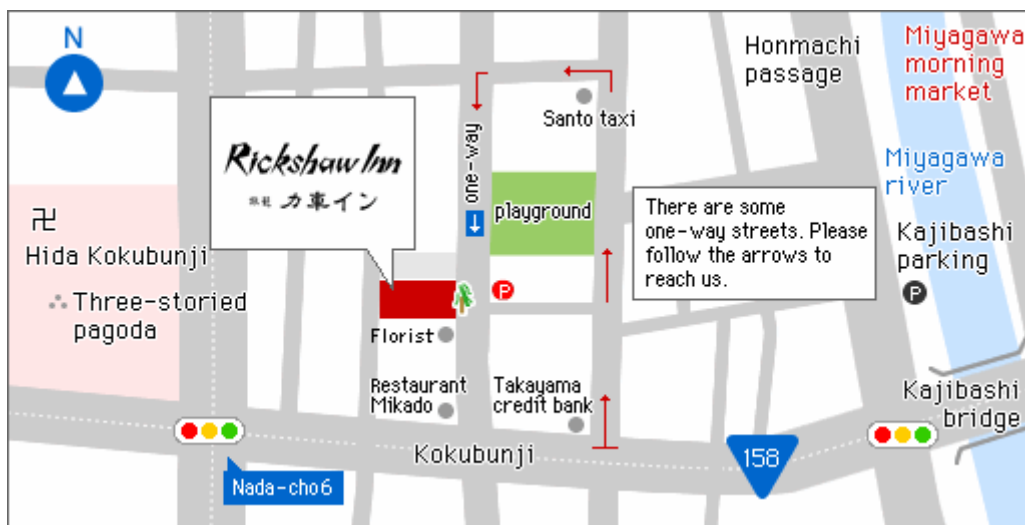 N
Rickshaw Inn
旅籠 力車イン
one-way
Santo taxi
playground
Honmachi
passage
Miyagawa
morning
market
Miyagawa
river
There are some
one-way streets. Please
follow the arrows to
reach us.
Kajibashi
parking
P
卍
Hida Kokubunji
Three-storied
pagoda
P
Florist
Restaurant
Mikado
Takayama
credit bank
Kajibashi
bridge
Kokubunji
158
Nada-cho6